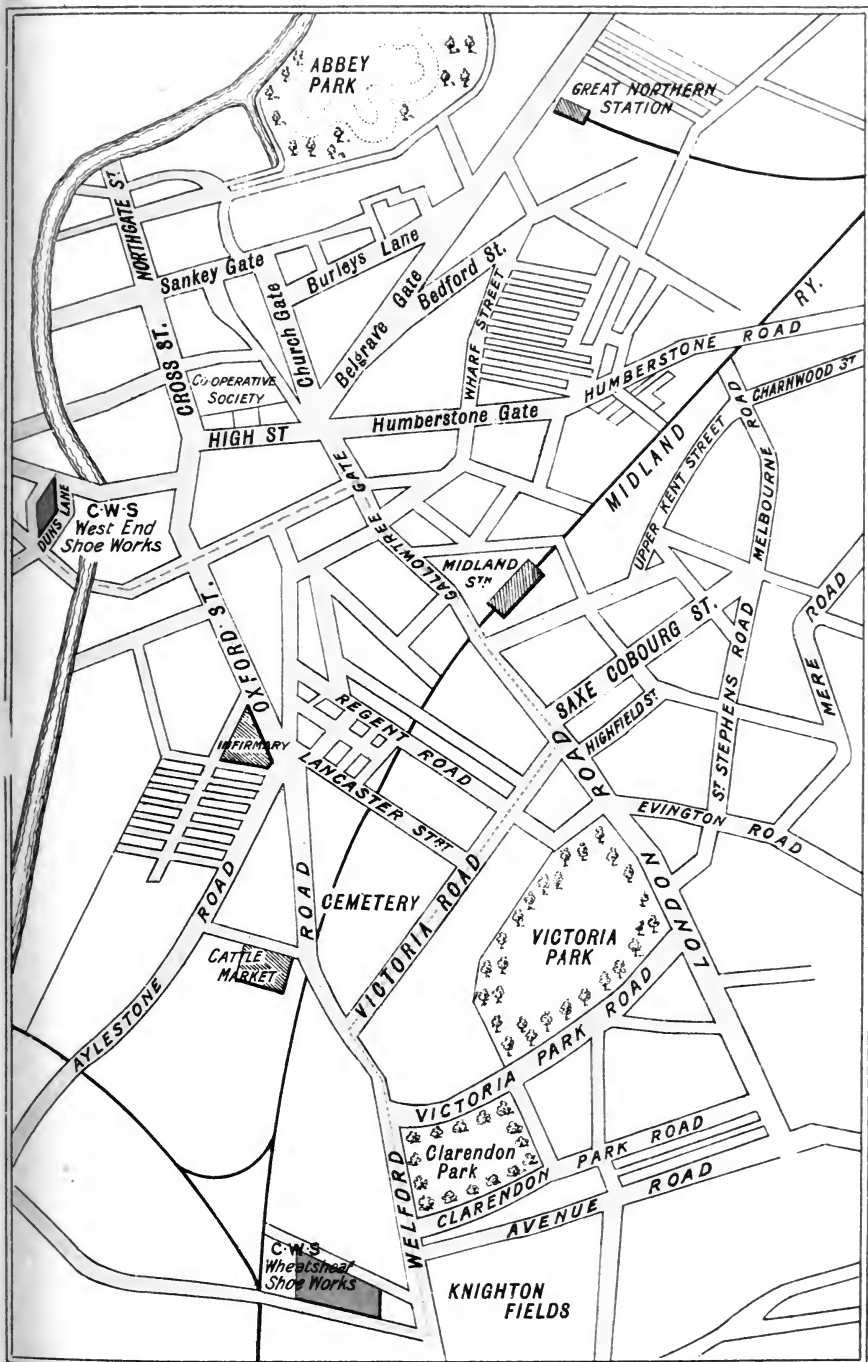 ABBEY
PARK
GREAT NORTHERN
STATION
NORTHGATE ST
Sankey Gate
Church Gate
Burleys Lane
Belgrave Gate
Bedford St.
WHARF STREET
CROSS ST.
CO-OPERATIVE
SOCIETY
HIGH ST
Humberstone Gate
HUMBERSTONE ROAD
MIDLAND RY.
CHARNWOOD ST
UPPER KENT STREET
MELBOURNE ROAD
DUNS LANE
C·W·S
West End
Shoe Works
GALLOWTREE GATE
MIDLAND
STN
OXFORD ST.
SAXE COBOURG ST.
ST STEPHENS ROAD
MERE ROAD
HIGHFIELD ST
INFIRMARY
REGENT ROAD
LANCASTER STRT
EVINGTON ROAD
LONDON ROAD
AYLESTONE ROAD
CEMETERY
VICTORIA ROAD
VICTORIA
PARK
CATTLE
MARKET
VICTORIA PARK ROAD
WELFORD ROAD
Clarendon
Park
CLARENDON PARK ROAD
AVENUE ROAD
C·W·S
Wheatshear
Shoe Works
KNIGHTON
FIELDS